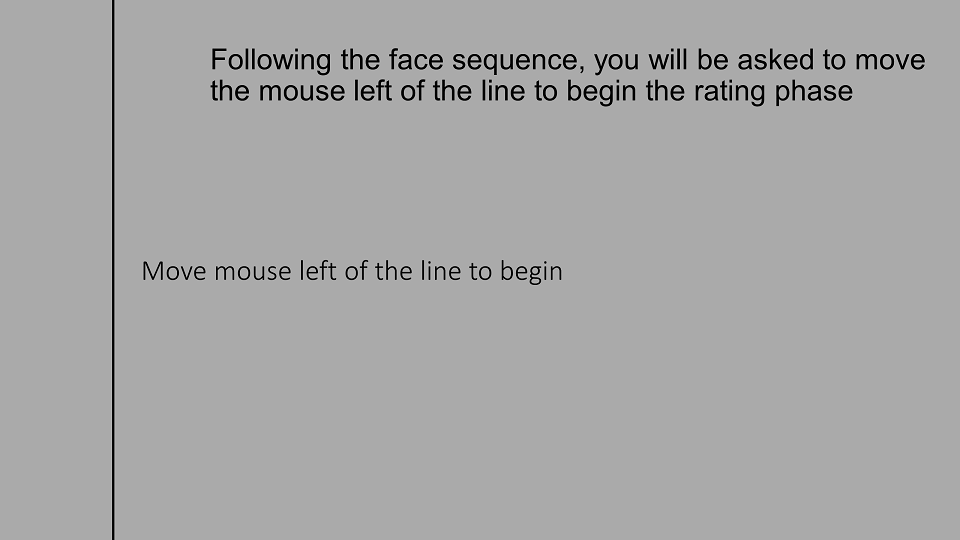 Following the face sequence, you will be asked to move
the mouse left of the line to begin the rating phase
Move mouse left of the line to begin